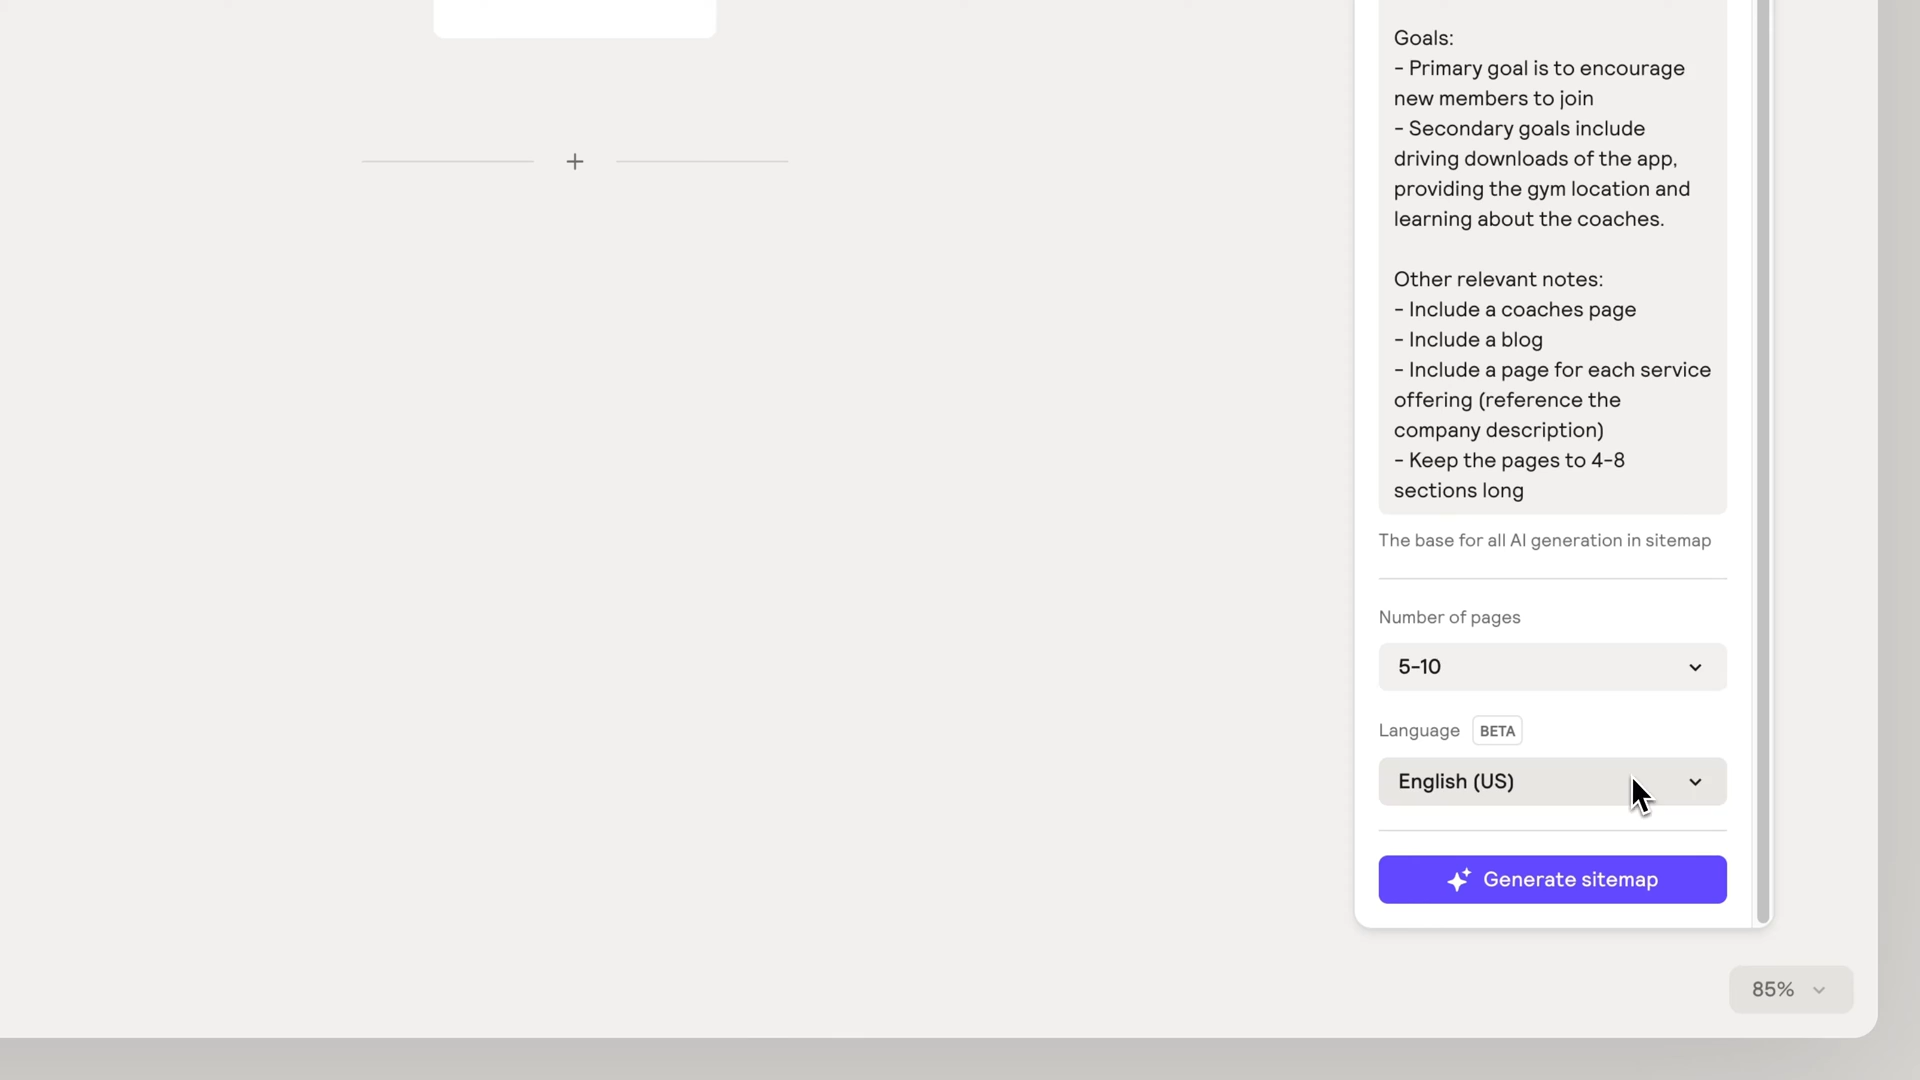 Goals:
- Primary goal is to encourage
new members to join
- Secondary goals include
driving downloads of the app,
providing the gym location and
learning about the coaches.
Other relevant notes:
- Include a coaches page
- Include a blog
- Include a page for each service
offering (reference the
company description)
- Keep the pages to 4-8
sections long
The base for all AI generation in sitemap
Number of pages
5-10
Language BETA
English (US)
Generate sitemap
85%